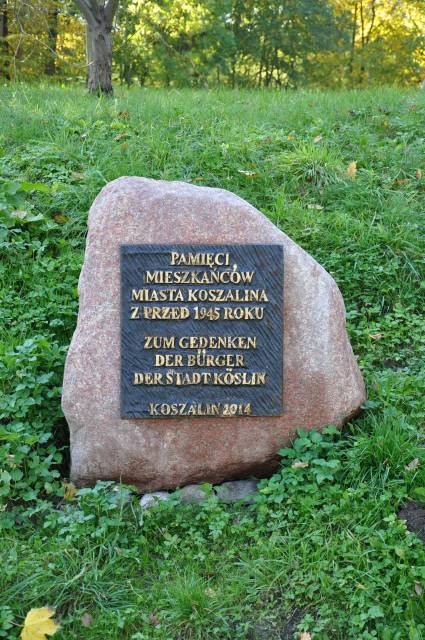 PAMIĘCI
MIESZKAŃCÓW
MIASTA KOSZALINA
Z PRZED 1945 ROKU
ZUM GEDENKEN
DER BÜRGER
DER STADT KÖSLIN
KOSZALIN 2014